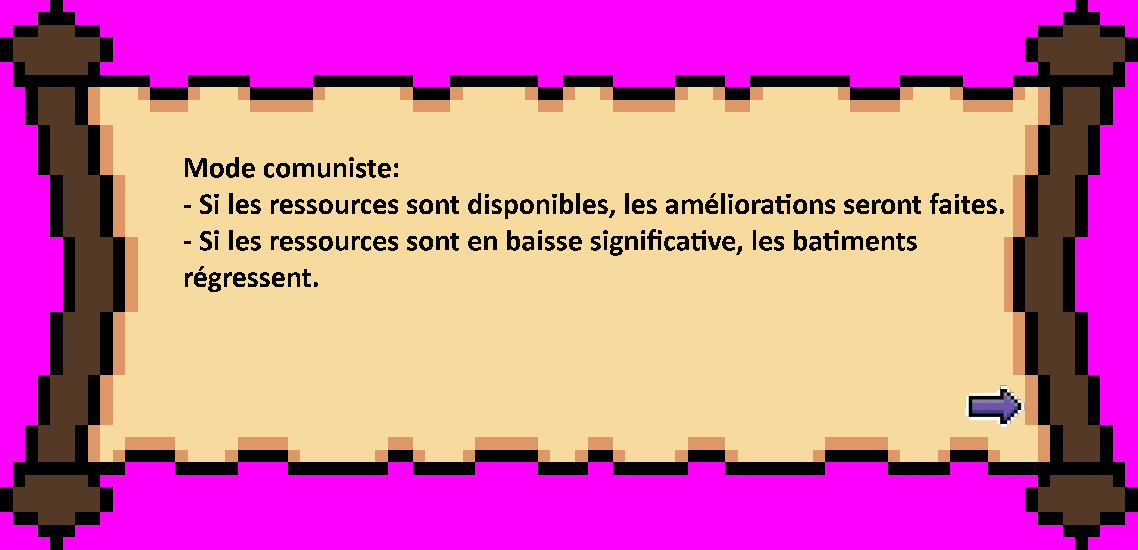 Mode comuniste:
- Si les ressources sont disponibles, les améliorations seront faites.
- Si les ressources sont en baisse significative, les batiments
régressent.